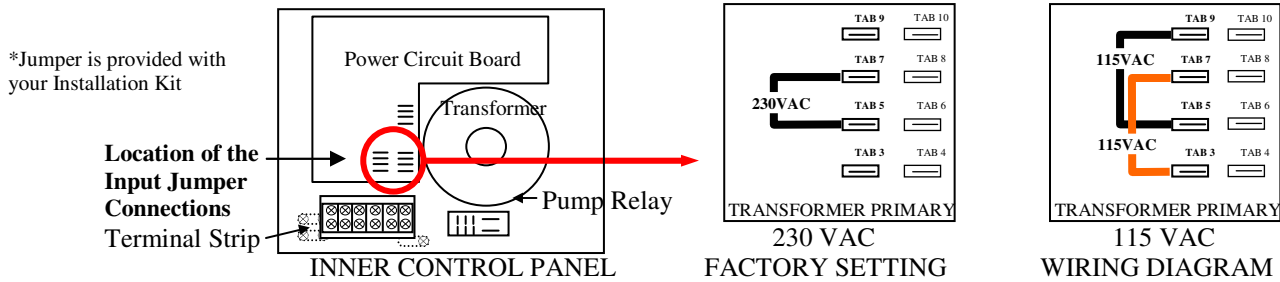 *Jumper is provided with
your Installation Kit
Location of the
Input Jumper
Connections
Terminal Strip
Power Circuit Board
Transformer
Pump Relay
INNER CONTROL PANEL
TAB 9 TAB 10
TAB 7 TAB 8
230VAC
TAB 5 TAB 6
TAB 3 TAB 4
TRANSFORMER PRIMARY
230 VAC
FACTORY SETTING
TAB 9 TAB 10
115VAC
TAB 7 TAB 8
TAB 5 TAB 6
115VAC
TAB 3 TAB 4
TRANSFORMER PRIMARY
115 VAC
WIRING DIAGRAM